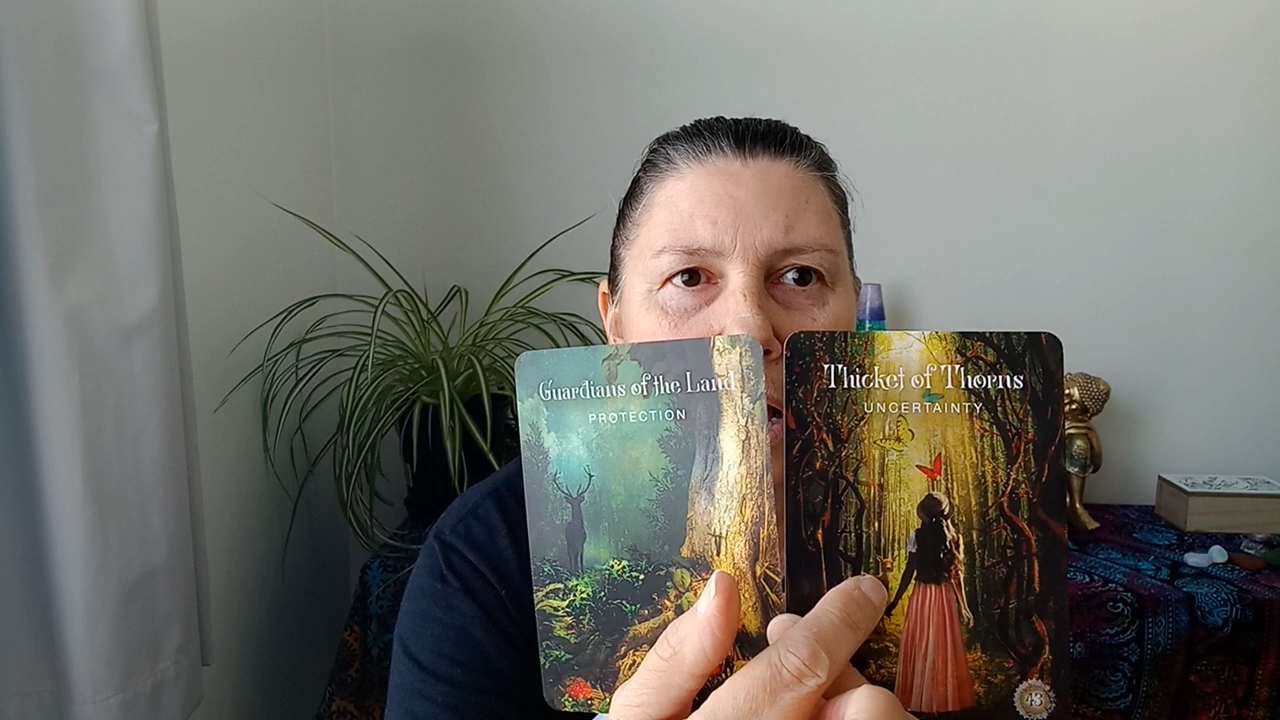 Guardians of the Land
PROTECTION
Thicket of Thorns
UNCERTAINTY
43